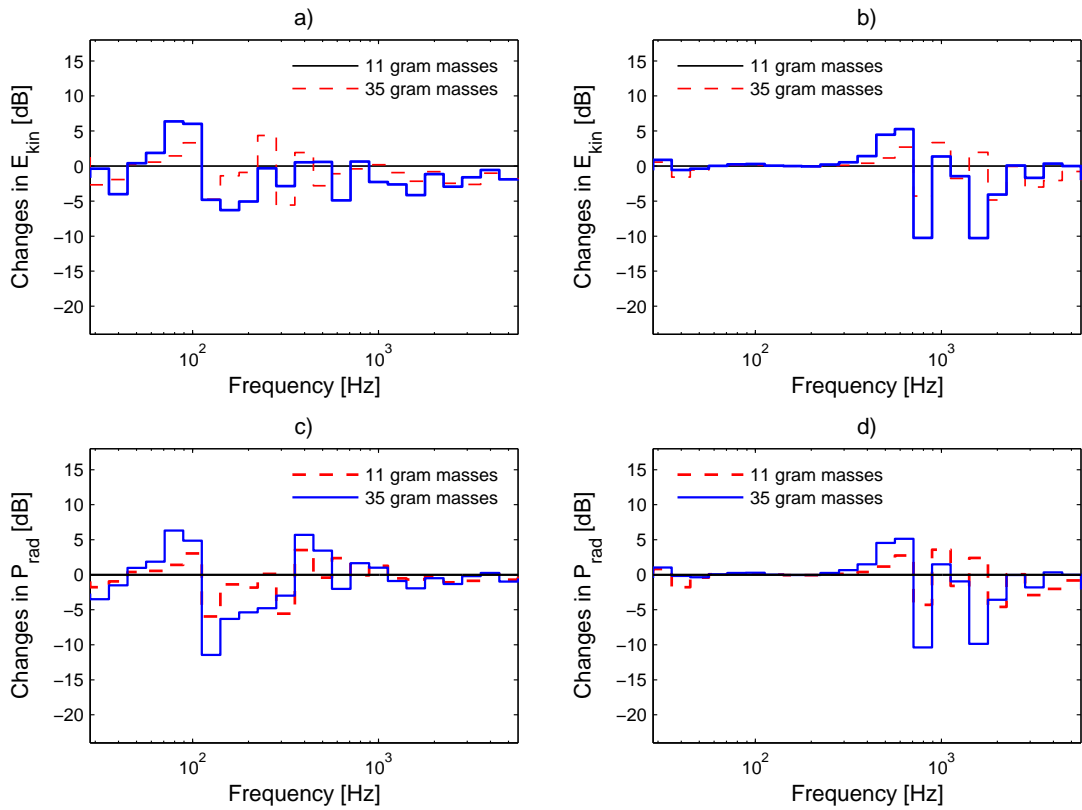 a)
Changes in E_kin [dB]
15
10
5
0
−5
−10
−15
−20
11 gram masses
35 gram masses
10^2
10^3
Frequency [Hz]
b)
Changes in E_kin [dB]
15
10
5
0
−5
−10
−15
−20
11 gram masses
35 gram masses
10^2
10^3
Frequency [Hz]
c)
Changes in P_rad [dB]
15
10
5
0
−5
−10
−15
−20
11 gram masses
35 gram masses
10^2
10^3
Frequency [Hz]
d)
Changes in P_rad [dB]
15
10
5
0
−5
−10
−15
−20
11 gram masses
35 gram masses
10^2
10^3
Frequency [Hz]